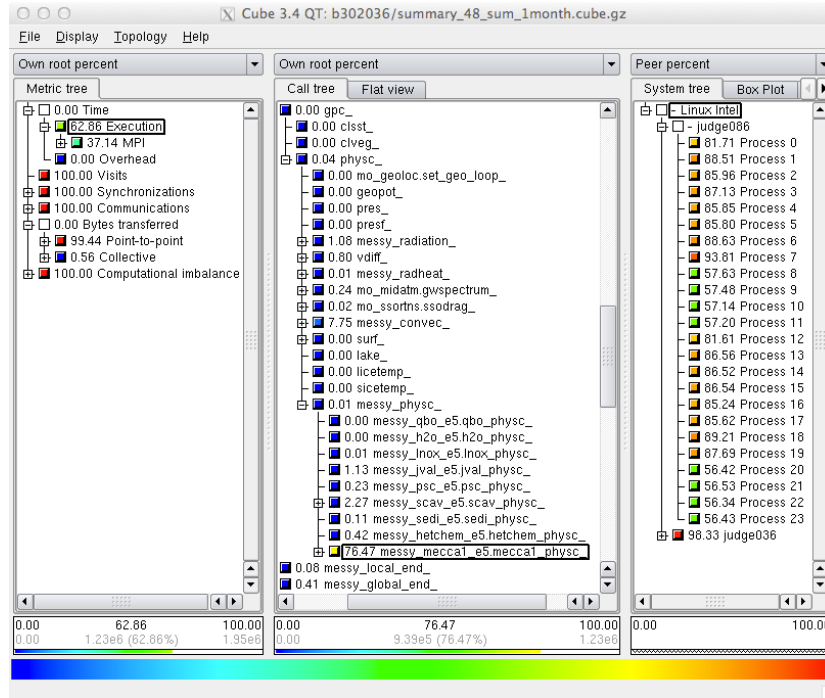 Cube 3.4 QT: b302036/summary_48_sum_1month.cube.gz
File Display Topology Help
Own root percent
Metric tree
0.00 Time
62.86 Execution
37.14 MPI
0.00 Overhead
100.00 Visits
100.00 Synchronizations
100.00 Communications
0.00 Bytes transferred
99.44 Point-to-point
0.56 Collective
100.00 Computational imbalance
0.00 62.86 100.00
0.00 1.23e6 (62.86%) 1.95e6
Own root percent
Call tree Flat view
0.00 gpc_
0.00 clsst_
0.00 clveg_
0.04 physc_
0.00 mo_geoloc.set_geo_loop_
0.00 geopot_
0.00 pres_
0.00 presf_
1.08 messy_radiation_
0.80 vdiff_
0.01 messy_radheat_
0.24 mo_midatm.gwspectrum_
0.02 mo_ssortns.ssodrag_
7.75 messy_convec_
0.00 surf_
0.00 lake_
0.00 licetemp_
0.00 sicetemp_
0.01 messy_physc_
0.00 messy_qbo_e5.qbo_physc_
0.00 messy_h2o_e5.h2o_physc_
0.01 messy_lnox_e5.lnox_physc_
1.13 messy_jval_e5.jval_physc_
0.23 messy_psc_e5.psc_physc_
2.27 messy_scav_e5.scav_physc_
0.11 messy_sedi_e5.sedi_physc_
0.42 messy_hetchem_e5.hetchem_physc_
76.47 messy_mecca1_e5.mecca1_physc_
0.08 messy_local_end_
0.41 messy_global_end_
0.00 76.47 100.00
0.00 9.39e5 (76.47%) 1.23e6
Peer percent
System tree Box Plot
- Linux Intel
- judge086
81.71 Process 0
88.51 Process 1
85.96 Process 2
87.13 Process 3
85.85 Process 4
85.80 Process 5
88.63 Process 6
93.81 Process 7
57.63 Process 8
57.48 Process 9
57.14 Process 10
57.20 Process 11
81.61 Process 12
86.56 Process 13
86.52 Process 14
86.54 Process 15
85.24 Process 16
85.62 Process 17
89.21 Process 18
87.69 Process 19
56.42 Process 20
56.53 Process 21
56.34 Process 22
56.43 Process 23
98.33 judge036
0.00 100.00